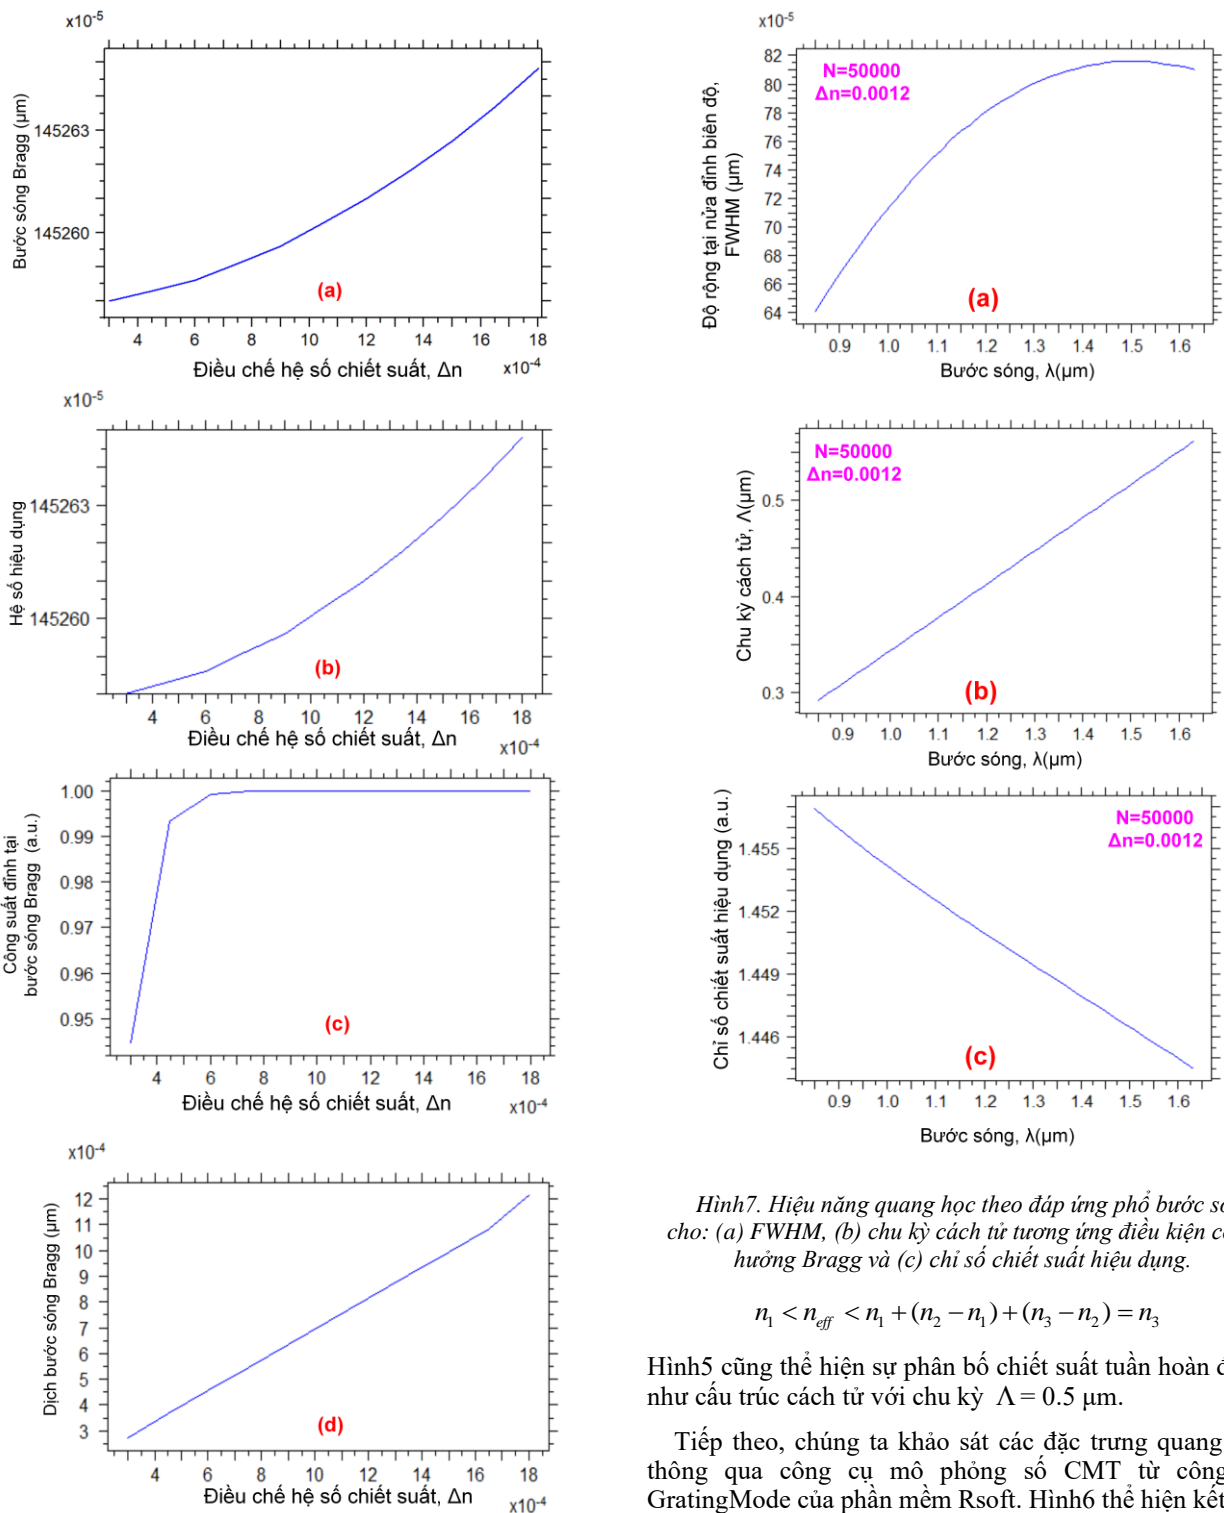 x10-5
Bước sóng Bragg (µm)
145263
145260
(a)
4 6 8 10 12 14 16 18
Điều chế hệ số chiết suất, Δn
x10-4
x10-5
Hệ số hiệu dụng
145263
145260
(b)
4 6 8 10 12 14 16 18
Điều chế hệ số chiết suất, Δn
x10-4
Công suất đỉnh tại
bước sóng Bragg (a.u.)
1.00
0.99
0.98
0.97
0.96
0.95
(c)
4 6 8 10 12 14 16 18
Điều chế hệ số chiết suất, Δn
x10-4
x10-4
Dịch bước sóng Bragg (µm)
12
11
10
9
8
7
6
5
4
3
(d)
4 6 8 10 12 14 16 18
Điều chế hệ số chiết suất, Δn
x10-4
x10-5
Độ rộng tại nửa đỉnh biên độ,
FWHM (µm)
82
80
78
76
74
72
70
68
66
64
N=50000
Δn=0.0012
(a)
0.9 1.0 1.1 1.2 1.3 1.4 1.5 1.6
Bước sóng, λ(µm)
Chu kỳ cách tử, Λ(µm)
0.5
0.4
0.3
N=50000
Δn=0.0012
(b)
0.9 1.0 1.1 1.2 1.3 1.4 1.5 1.6
Bước sóng, λ(µm)
Chỉ số chiết suất hiệu dụng (a.u.)
1.455
1.452
1.449
1.446
N=50000
Δn=0.0012
(c)
0.9 1.0 1.1 1.2 1.3 1.4 1.5 1.6
Bước sóng, λ(µm)
Hình7. Hiệu năng quang học theo đáp ứng phổ bước só
cho: (a) FWHM, (b) chu kỳ cách tử tương ứng điều kiện c
hưởng Bragg và (c) chỉ số chiết suất hiệu dụng.
n1 < neff < n1 + (n2 − n1) + (n3 − n2) = n3
Hình5 cũng thể hiện sự phân bố chiết suất tuần hoàn đ
như cấu trúc cách tử với chu kỳ Λ = 0.5 µm.
Tiếp theo, chúng ta khảo sát các đặc trưng quang
thông qua công cụ mô phỏng số CMT từ công
GratingMode của phần mềm Rsoft. Hình6 thể hiện kết